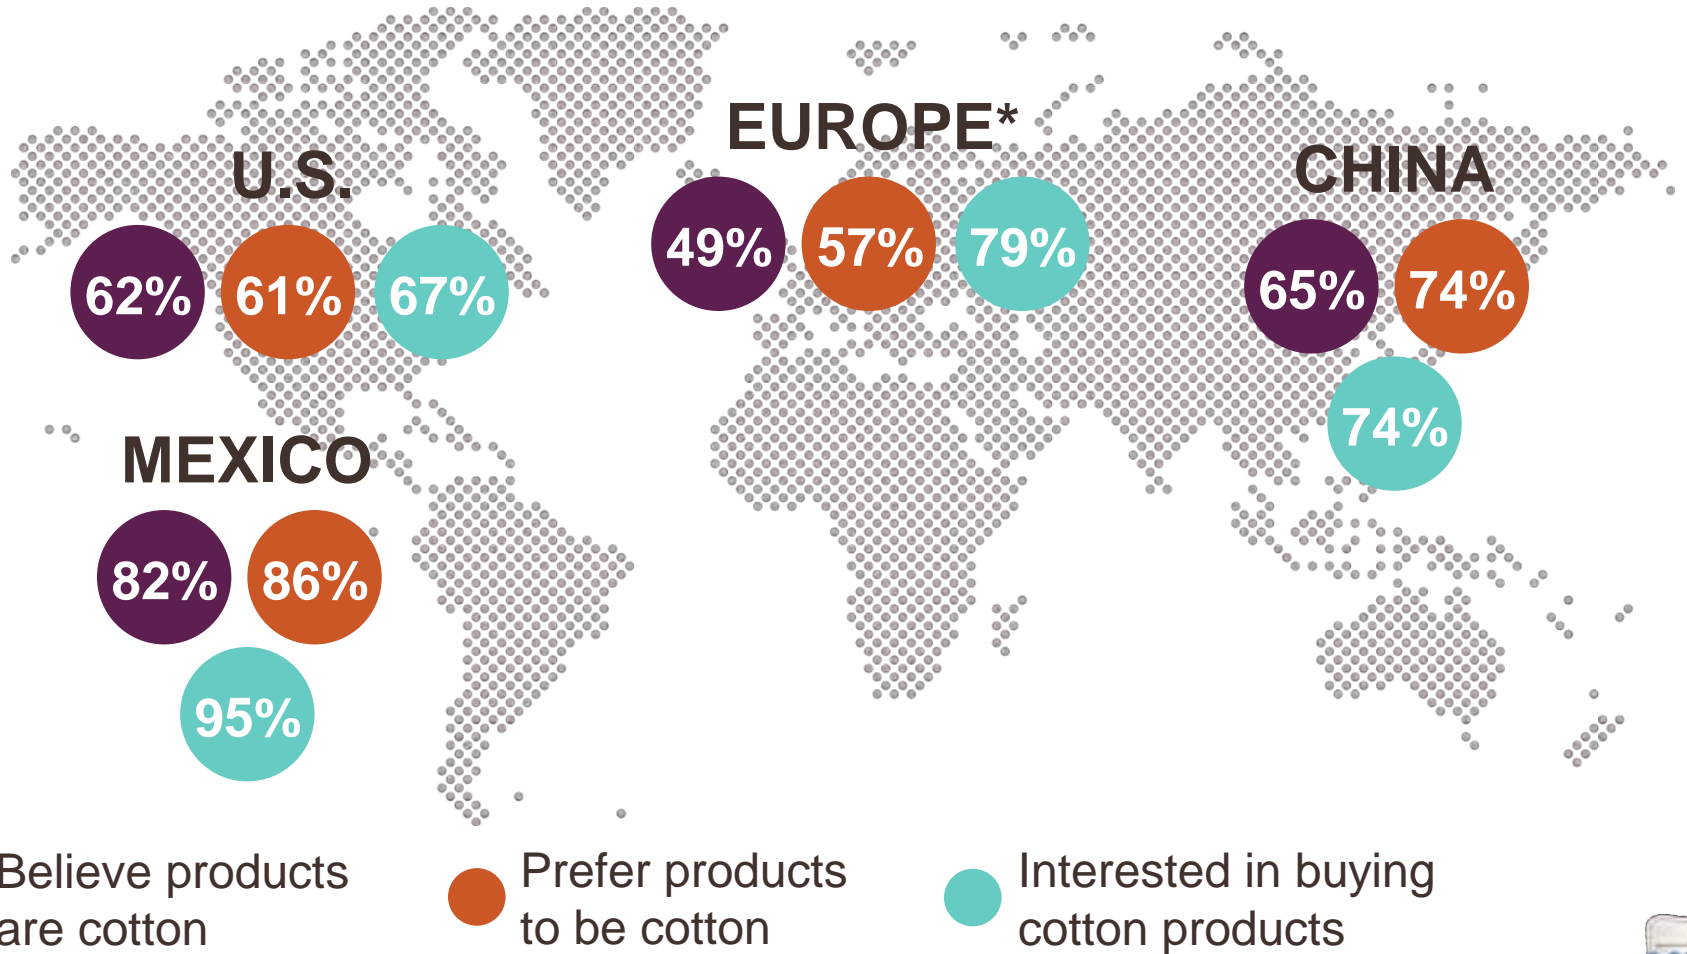 EUROPE*
49% 57% 79%
U.S.
62% 61% 67%
CHINA
65% 74%
74%
MEXICO
82% 86%
95%
Believe products
are cotton
Prefer products
to be cotton
Interested in buying
cotton products